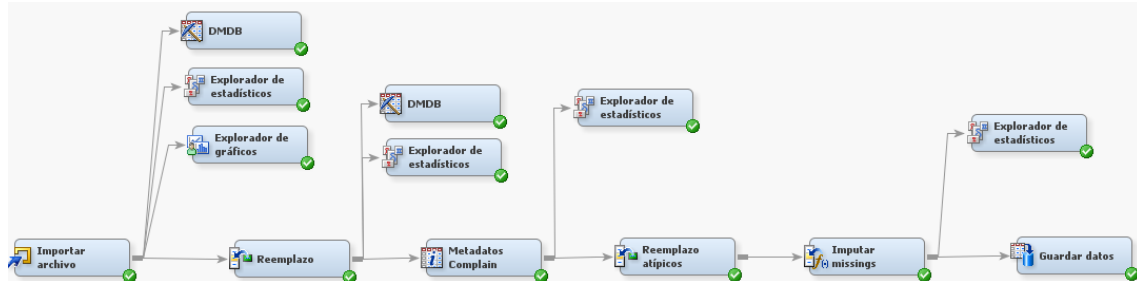 DMDB
Explorador de
estadísticos
Explorador de
gráficos
DMDB
Explorador de
estadísticos
Explorador de
estadísticos
Explorador de
estadísticos
Importar
archivo
Reemplazo
Metadatos
Complain
Reemplazo
atípicos
Imputar
missings
Guardar datos